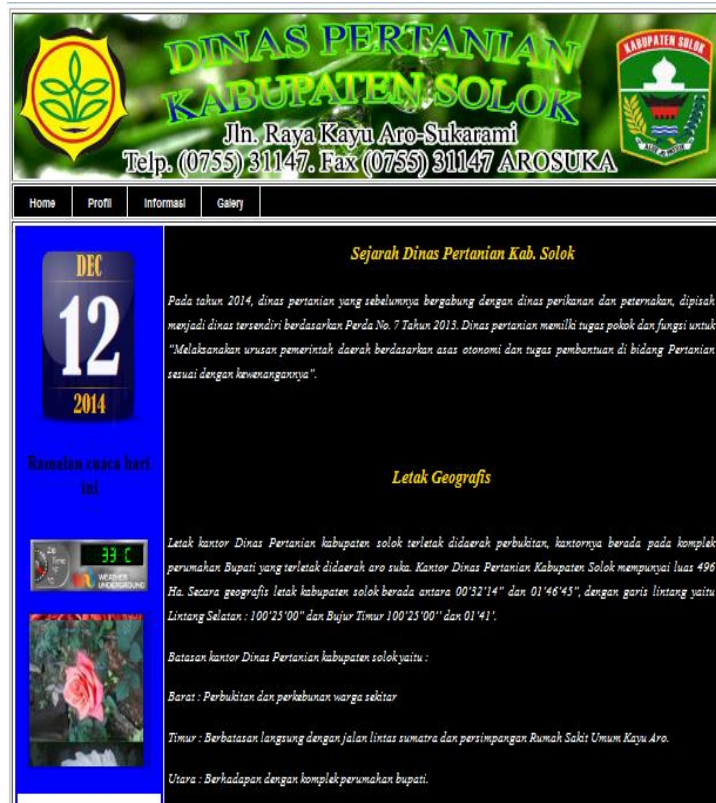 DINAS PERTANIAN
KABUPATEN SOLOK
Jln. Raya Kayu Aro-Sukarami
Telp. (0755) 31147. Fax (0755) 31147 AROSUKA
KABUPATEN SOLOK
Home Profil Informasi Galery
DEC
12
2014
Ramalan cuaca hari
ini
33 C
WEATHER
UNDERGROUND
Sejarah Dinas Pertanian Kab. Solok
Pada tahun 2014, dinas pertanian yang sebelumnya bergabung dengan dinas perikanan dan peternakan, dipisah
menjadi dinas tersendiri berdasarkan Perda No. 7 Tahun 2013. Dinas pertanian memilki tugas pokok dan fungsi untuk
"Melaksanakan urusan pemerintah daerah berdasarkan asas otonomi dan tugas pembantuan di bidang Pertanian
sesuai dengan kewenangannya".
Letak Geografis
Letak kantor Dinas Pertanian kabupaten solok terletak didaerah perbukitan, kantornya berada pada komplek
perumahan Bupati yang terletak didaerah aro suka. Kantor Dinas Pertanian Kabupaten Solok mempunyai luas 496
Ha. Secara geografis letak kabupaten solok berada antara 00'32'14" dan 01'46'45", dengan garis lintang yaitu
Lintang Selatan : 100'25'00" dan Bujur Timur 100'25'00'' dan 01'41'.
Batasan kantor Dinas Pertanian kabupaten solok yaitu :
Barat : Perbukitan dan perkebunan warga sekitar
Timur : Berbatasan langsung dengan jalan lintas sumatra dan persimpangan Rumah Sakit Umum Kayu Aro.
Utara : Berhadapan dengan komplek perumahan bupati.